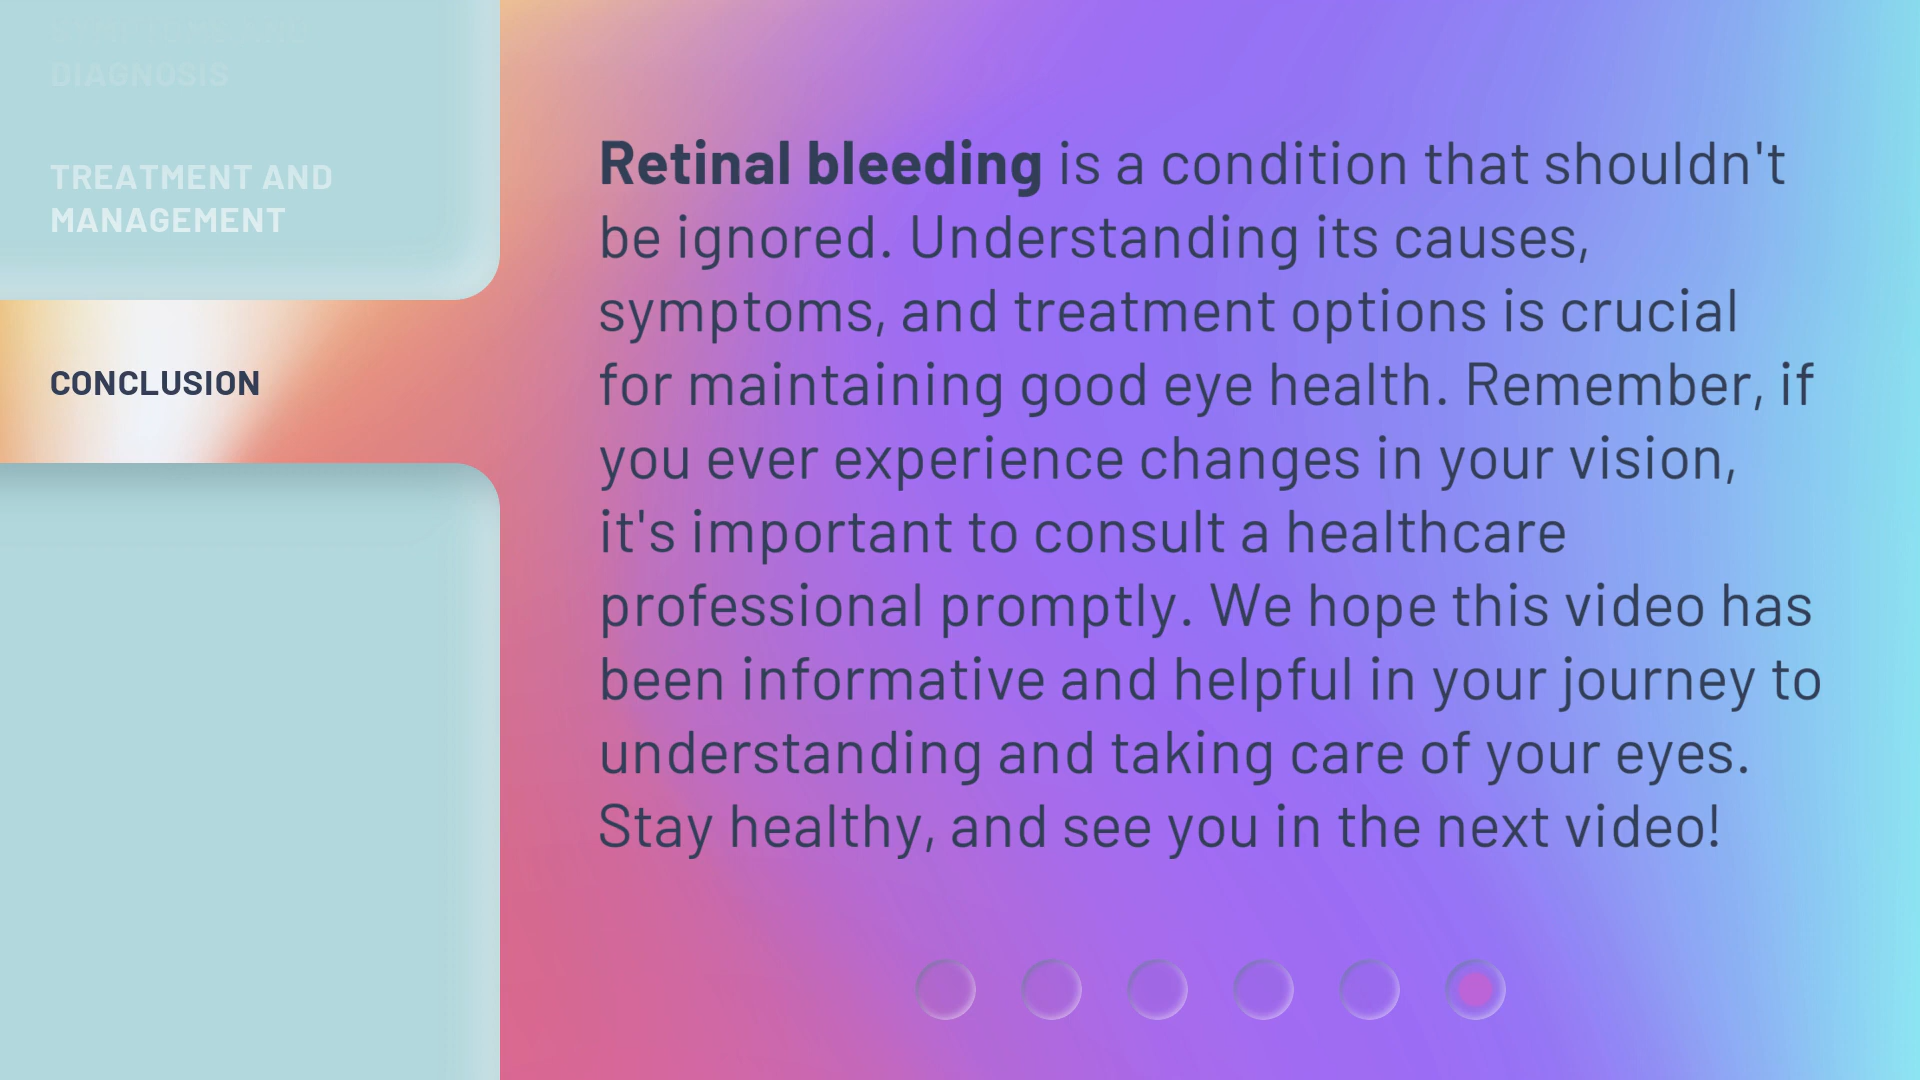 SYMPTOMS AND
DIAGNOSIS
TREATMENT AND
MANAGEMENT
CONCLUSION
Retinal bleeding is a condition that shouldn't
be ignored. Understanding its causes,
symptoms, and treatment options is crucial
for maintaining good eye health. Remember, if
you ever experience changes in your vision,
it's important to consult a healthcare
professional promptly. We hope this video has
been informative and helpful in your journey to
understanding and taking care of your eyes.
Stay healthy, and see you in the next video!